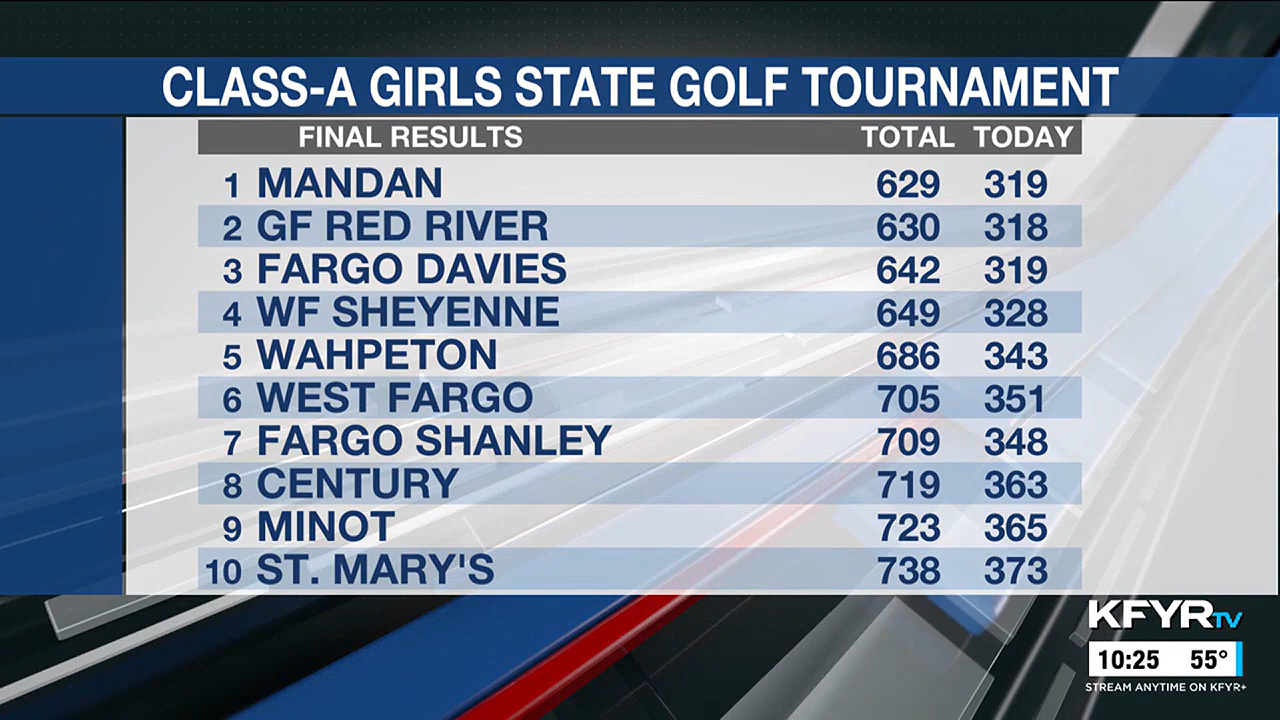 CLASS-A GIRLS STATE GOLF TOURNAMENT
FINAL RESULTS TOTAL TODAY
1 MANDAN 629 319
2 GF RED RIVER 630 318
3 FARGO DAVIES 642 319
4 WF SHEYENNE 649 328
5 WAHPETON 686 343
6 WEST FARGO 705 351
7 FARGO SHANLEY 709 348
8 CENTURY 719 363
9 MINOT 723 365
10 ST. MARY'S 738 373
KFYRTV
10:25 55°
STREAM ANYTIME ON KFYR+